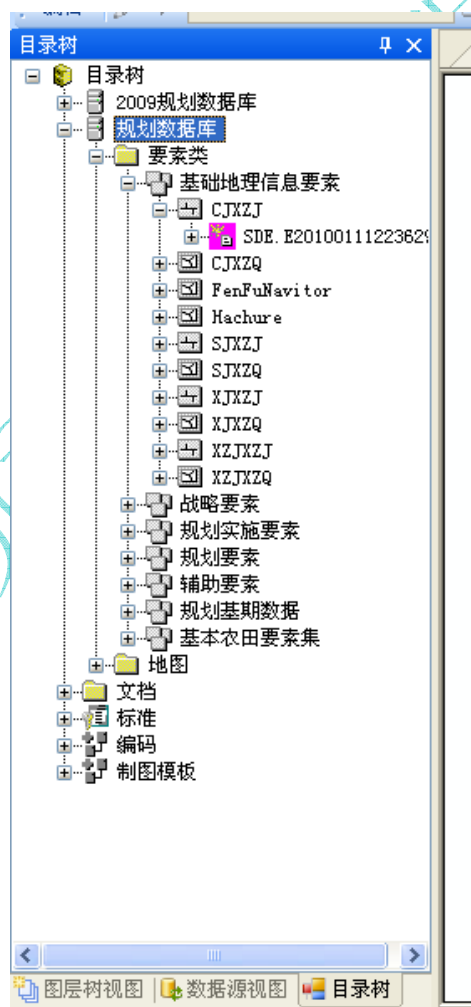 目录树
目录树
2009规划数据库
规划数据库
要素类
基础地理信息要素
CJXZJ
SDE.E20100111223629
CJXZQ
FenFuNavitor
Hachure
SJXZJ
SJXZQ
XJXZJ
XJXZQ
XZJXZJ
XZJXZQ
战略要素
规划实施要素
规划要素
辅助要素
规划基期数据
基本农田要素集
地图
文档
标准
编码
制图模板
图层树视图 数据源视图 目录树